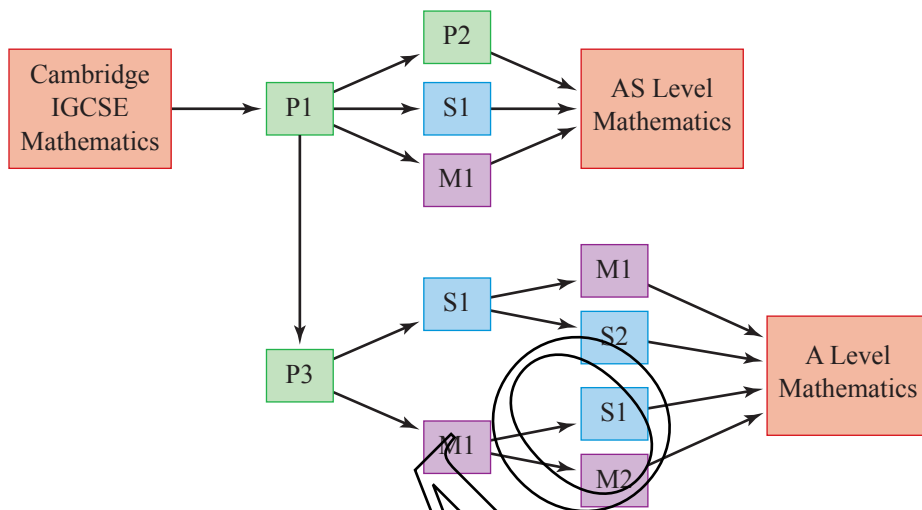 Cambridge
IGCSE
Mathematics
P1
P2
S1
M1
AS Level
Mathematics
P3
S1
M1
M1
S2
S1
M2
A Level
Mathematics